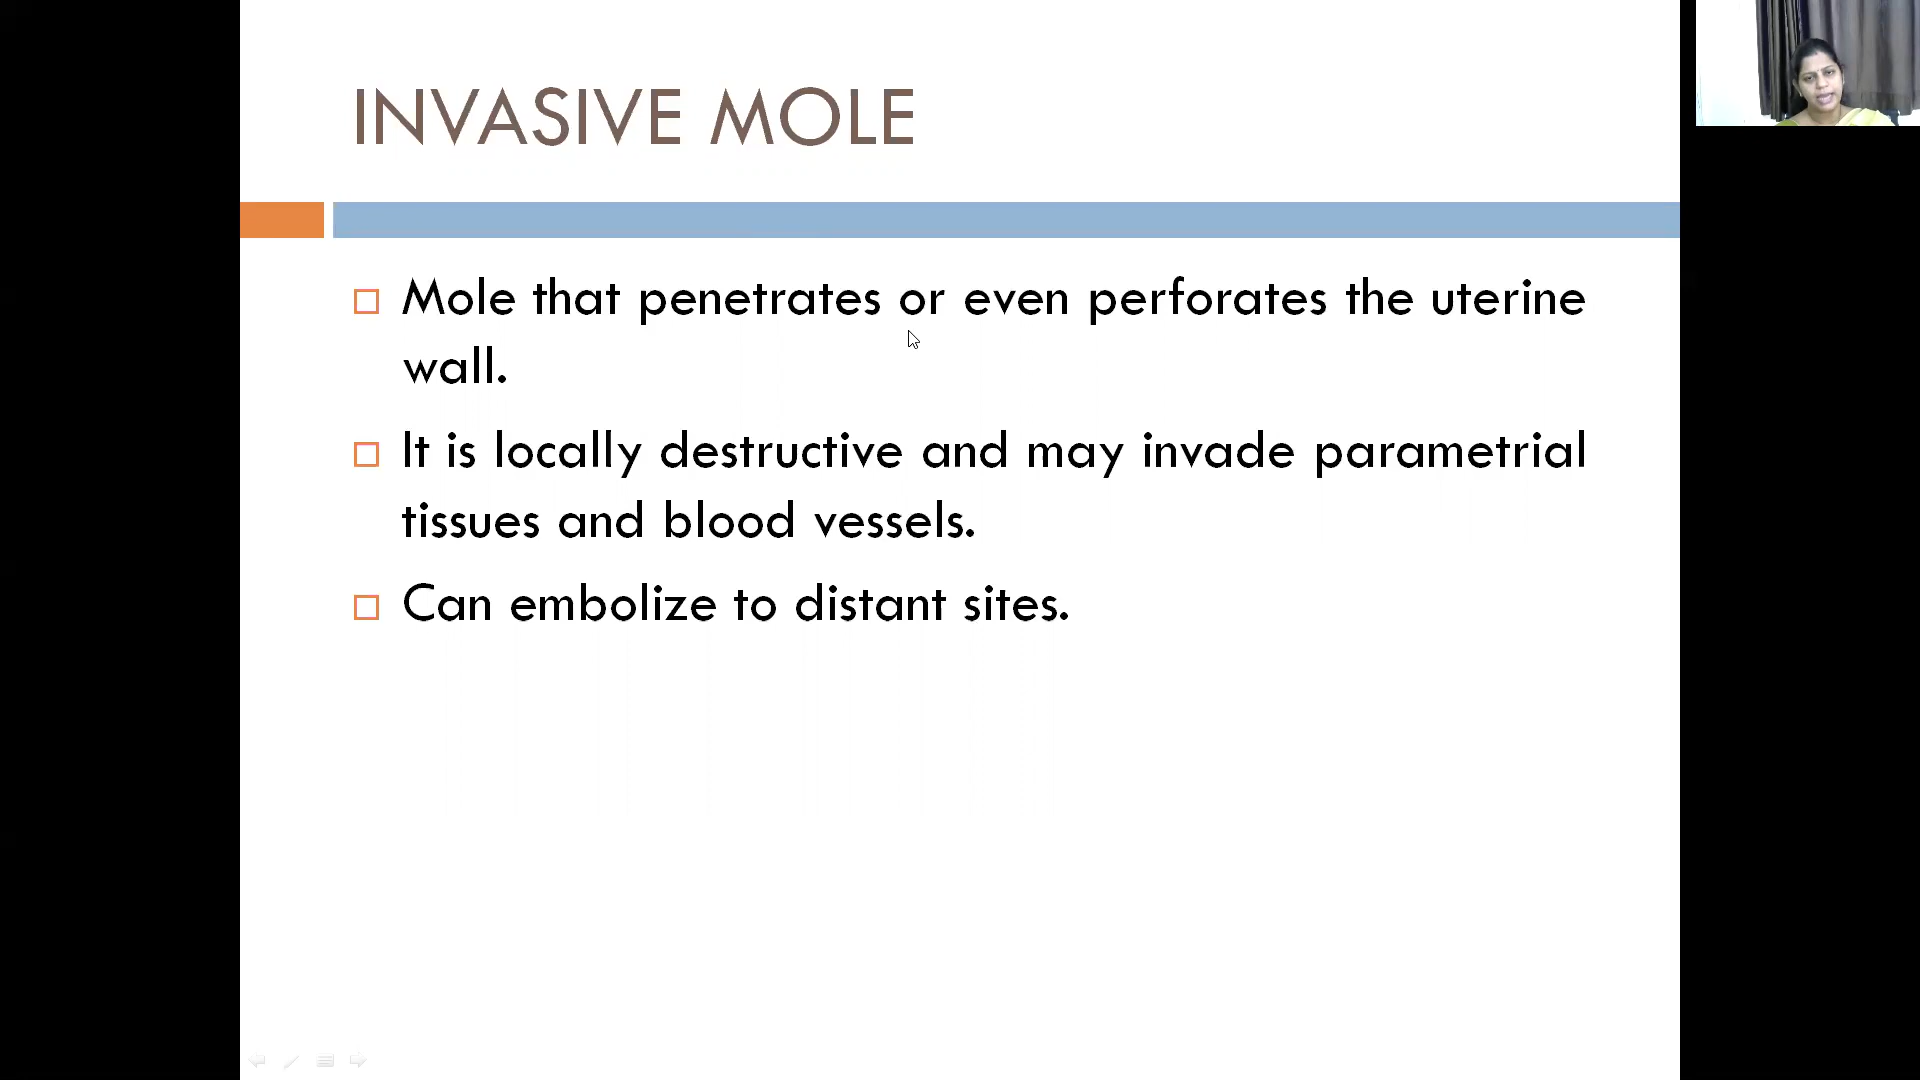 INVASIVE MOLE
Mole that penetrates or even perforates the uterine
wall.
It is locally destructive and may invade parametrial
tissues and blood vessels.
Can embolize to distant sites.